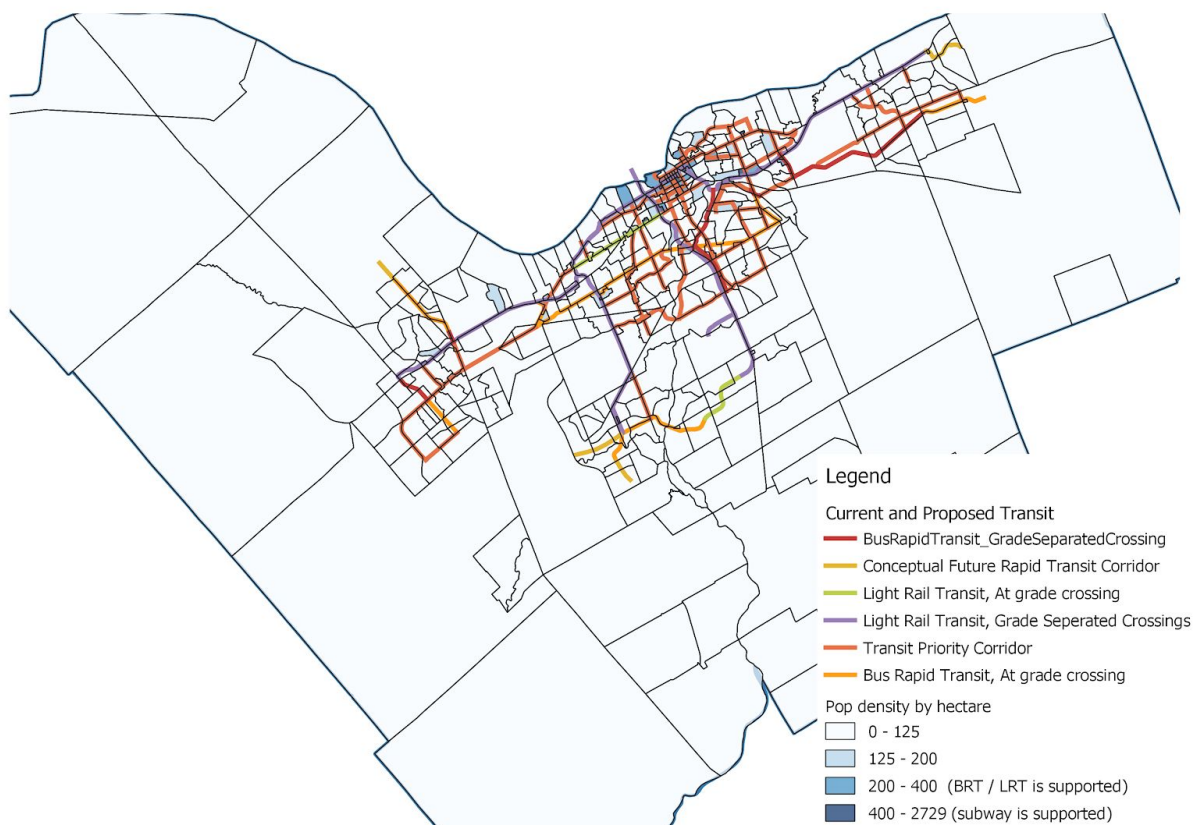 Legend
Current and Proposed Transit
BusRapidTransit_GradeSeparatedCrossing
Conceptual Future Rapid Transit Corridor
Light Rail Transit, At grade crossing
Light Rail Transit, Grade Seperated Crossings
Transit Priority Corridor
Bus Rapid Transit, At grade crossing
Pop density by hectare
0 - 125
125 - 200
200 - 400 (BRT / LRT is supported)
400 - 2729 (subway is supported)